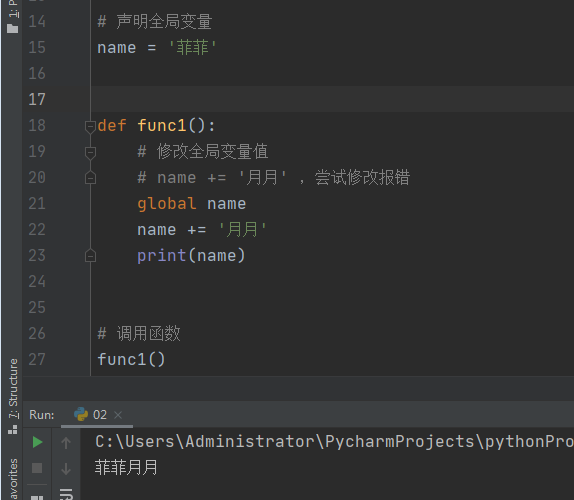 1: P
14 # 声明全局变量
15 name = '菲菲'
16
17
18 def func1():
19 # 修改全局变量值
20 # name += '月月' , 尝试修改报错
21 global name
22 name += '月月'
23 print(name)
24
25
26 # 调用函数
27 func1()
7: Structure
Run: 02 ×
C:\Users\Administrator\PycharmProjects\pythonPro
菲菲月月
avorites